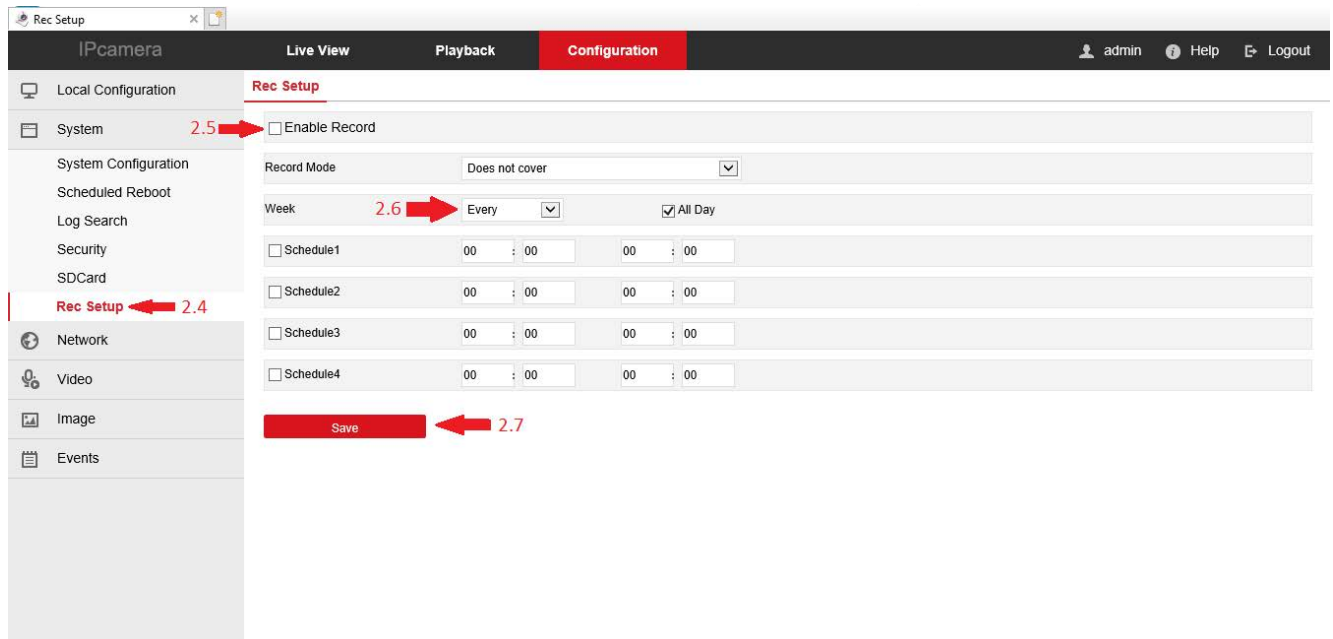 Rec Setup
IPcamera Live View Playback Configuration admin Help Logout
Local Configuration
System
System Configuration
Scheduled Reboot
Log Search
Security
SDCard
Rec Setup 2.4
Network
Video
Image
Events
Rec Setup
2.5 Enable Record
Record Mode Does not cover
Week 2.6 Every All Day
Schedule1 00 : 00 00 : 00
Schedule2 00 : 00 00 : 00
Schedule3 00 : 00 00 : 00
Schedule4 00 : 00 00 : 00
Save 2.7